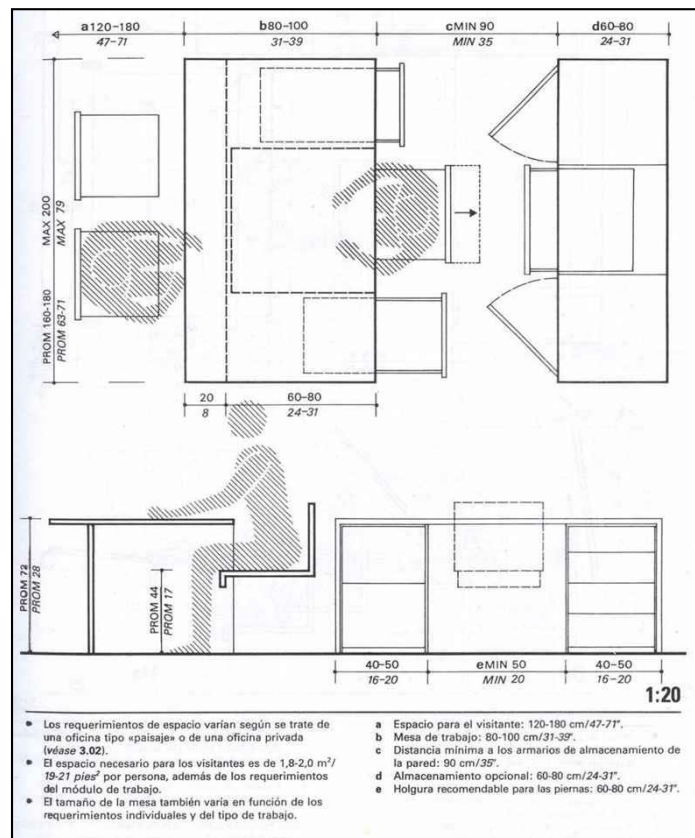 a 120-180
47-71
b 80-100
31-39
c MIN 90
MIN 35
d 60-80
24-31
MAX 200
MAX 79
PROM 160-180
PROM 63-71
20
8
60-80
24-31
PROM 72
PROM 28
PROM 44
PROM 17
40-50
16-20
e MIN 50
MIN 20
40-50
16-20
1:20
• Los requerimientos de espacio varían según se trate de
una oficina tipo «paisaje» o de una oficina privada
(véase 3.02).
• El espacio necesario para los visitantes es de 1,8-2,0 m²/
19-21 pies² por persona, además de los requerimientos
del módulo de trabajo.
• El tamaño de la mesa también varía en función de los
requerimientos individuales y del tipo de trabajo.
a Espacio para el visitante: 120-180 cm/47-71".
b Mesa de trabajo: 80-100 cm/31-39".
c Distancia mínima a los armarios de almacenamiento de
la pared: 90 cm/35".
d Almacenamiento opcional: 60-80 cm/24-31".
e Holgura recomendable para las piernas: 60-80 cm/24-31".